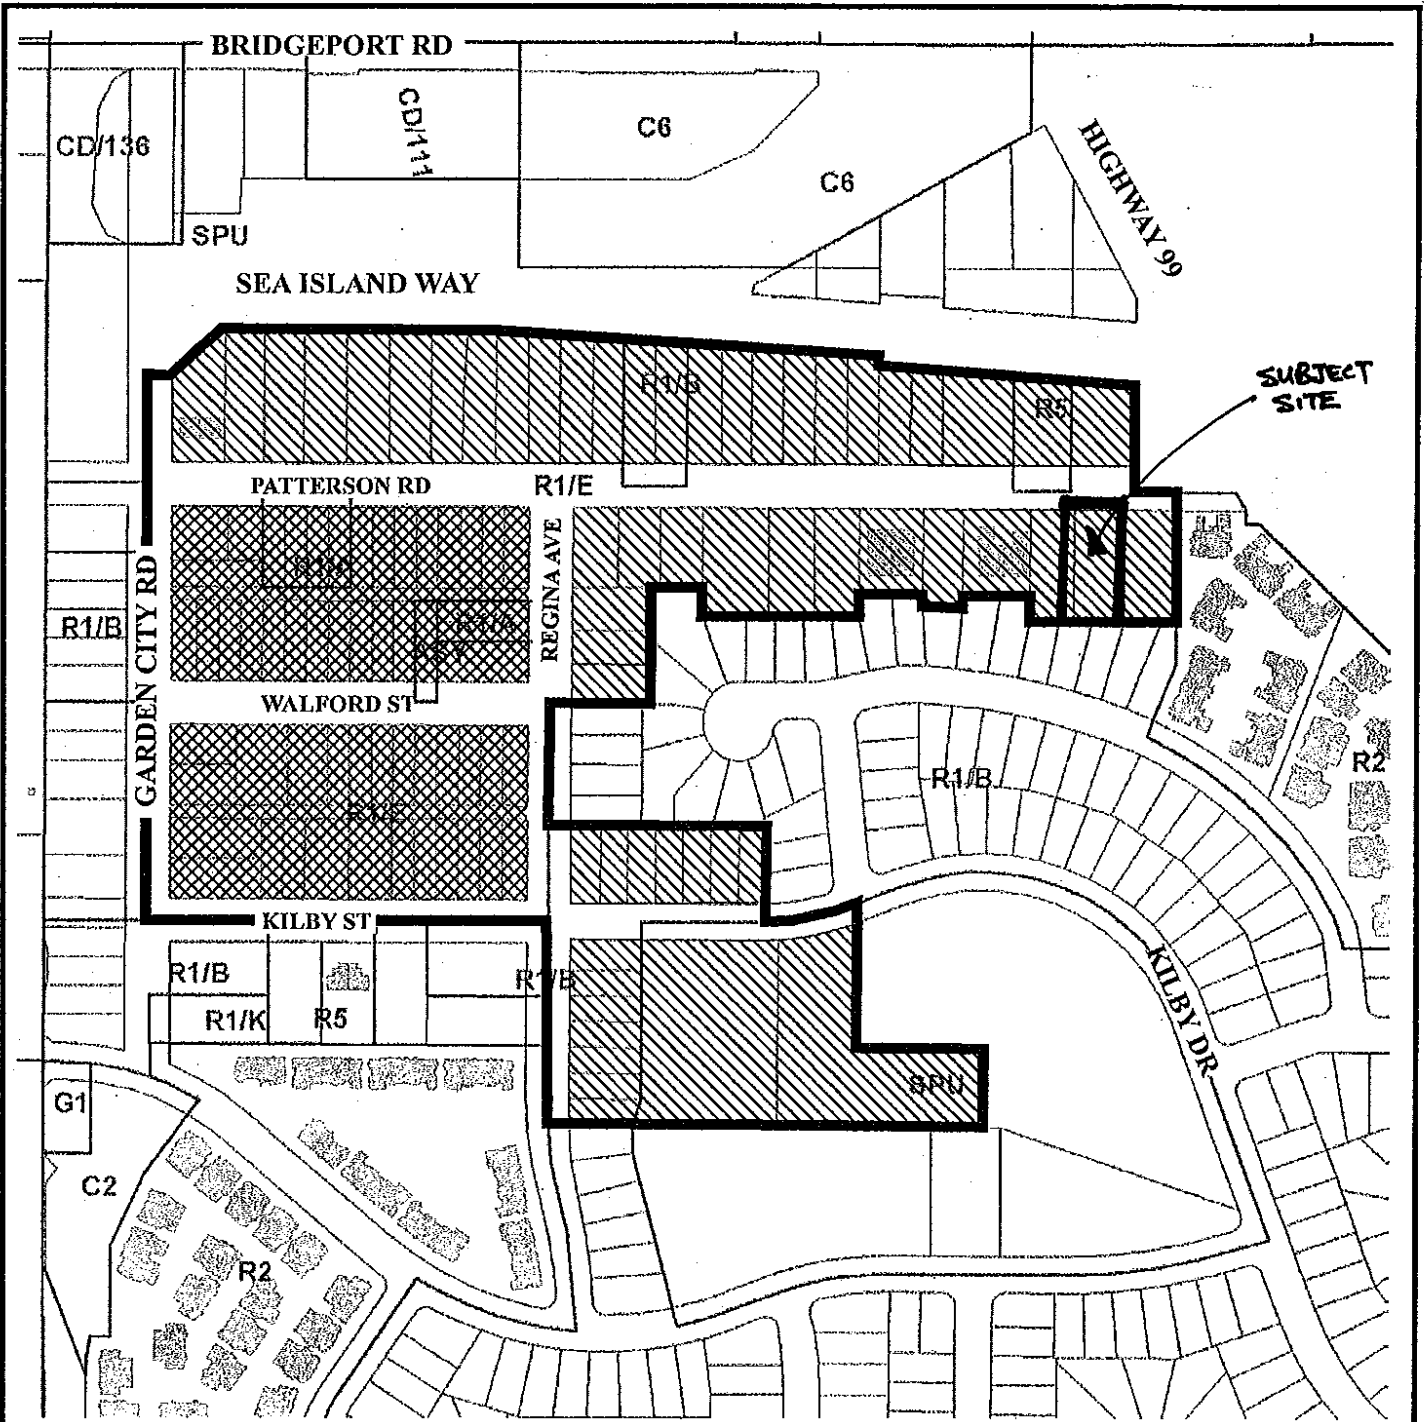 BRIDGEPORT RD
CD/136
CD/111
C6
C6
HIGHWAY 99
SPU
SEA ISLAND WAY
SUBJECT
SITE
R1/B
R5
PATTERSON RD
R1/E
REGINA AVE
GARDEN CITY RD
R1/B
WALFORD ST
R1/B
R2
KILBY ST
R1/B
R1/B
R1/K
R5
KILBY DR
SPU
G1
C2
R2